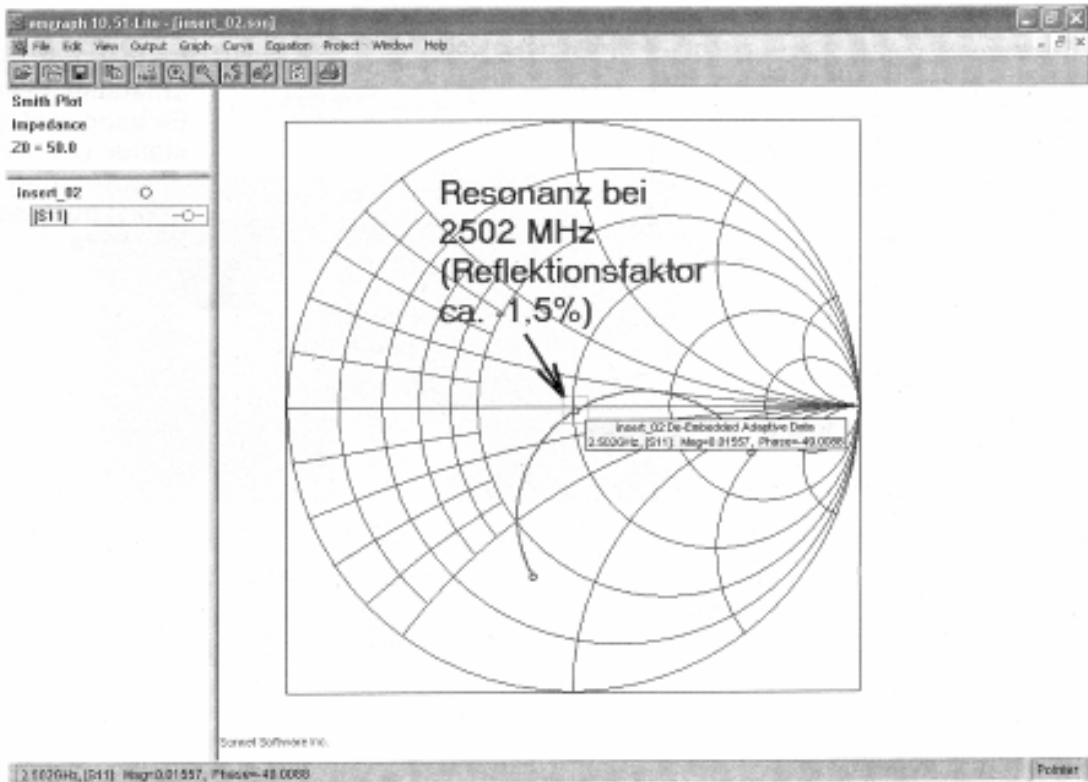 emgraph 10.51-Lite - [insert_02.son]
File Edit View Output Graph Curve Equation Project Window Help
Smith Plot
Impedance
Z0 = 50.0
insert_02
[S11]
Resonanz bei
2502 MHz
(Reflektionsfaktor
ca. 1,5%)
insert_02 De-Embedded Adaptive Data
2.502GHz, [S11] Mag=0.01557, Phase=-49.0088
Sonnet Software Inc.
2.502GHz, [S11] Mag=0.01557, Phase=-49.0088
Pointer